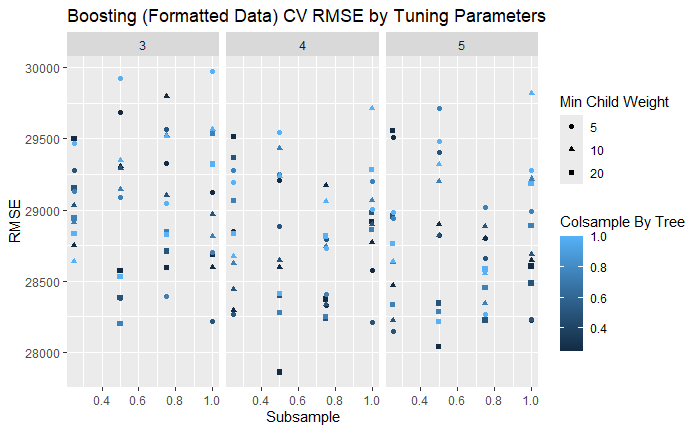 Boosting (Formatted Data) CV RMSE by Tuning Parameters
3 4 5
30000
29500
29000
28500
28000
RMSE
0.4 0.6 0.8 1.0 0.4 0.6 0.8 1.0 0.4 0.6 0.8 1.0
Subsample
Min Child Weight
5
10
20
Colsample By Tree
1.0
0.8
0.6
0.4